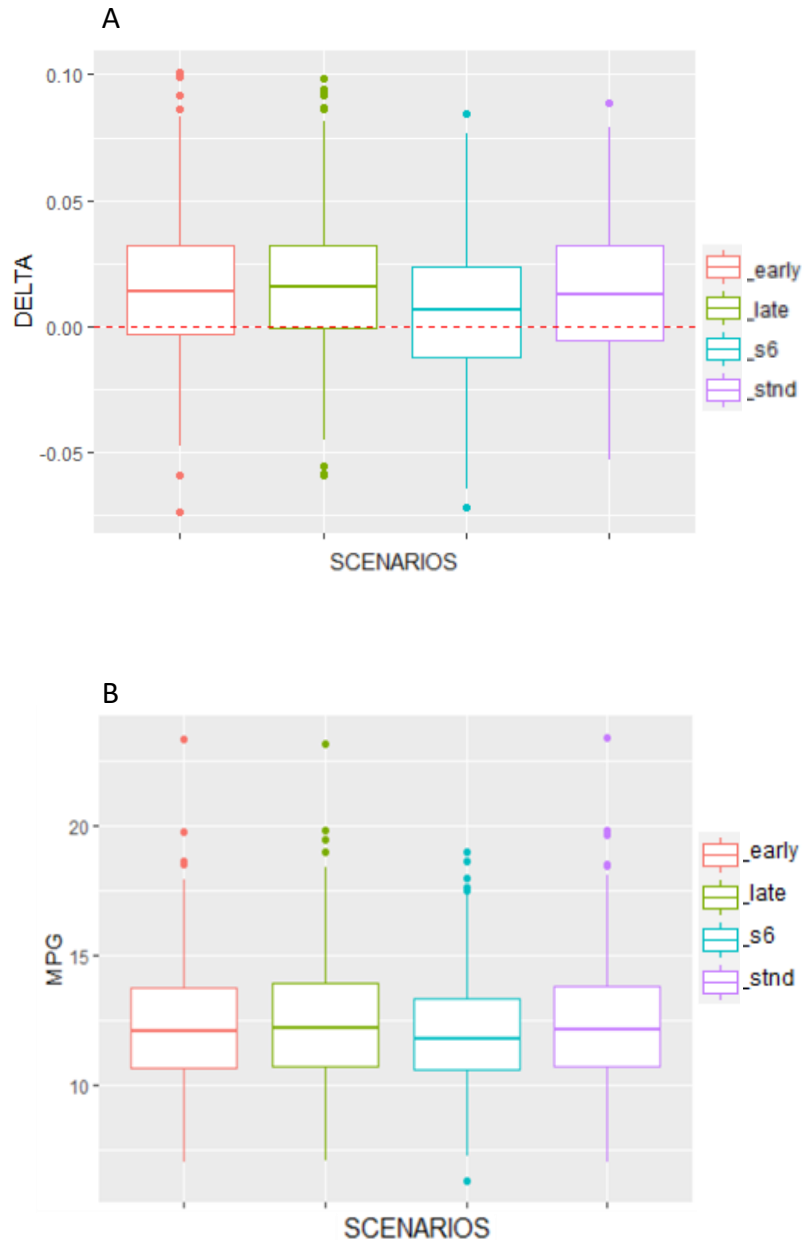 A
0.10
0.05
0.00
-0.05
DELTA
SCENARIOS
_early
_late
_s6
_stnd
B
20
15
10
MPG
SCENARIOS
_early
_late
_s6
_stnd